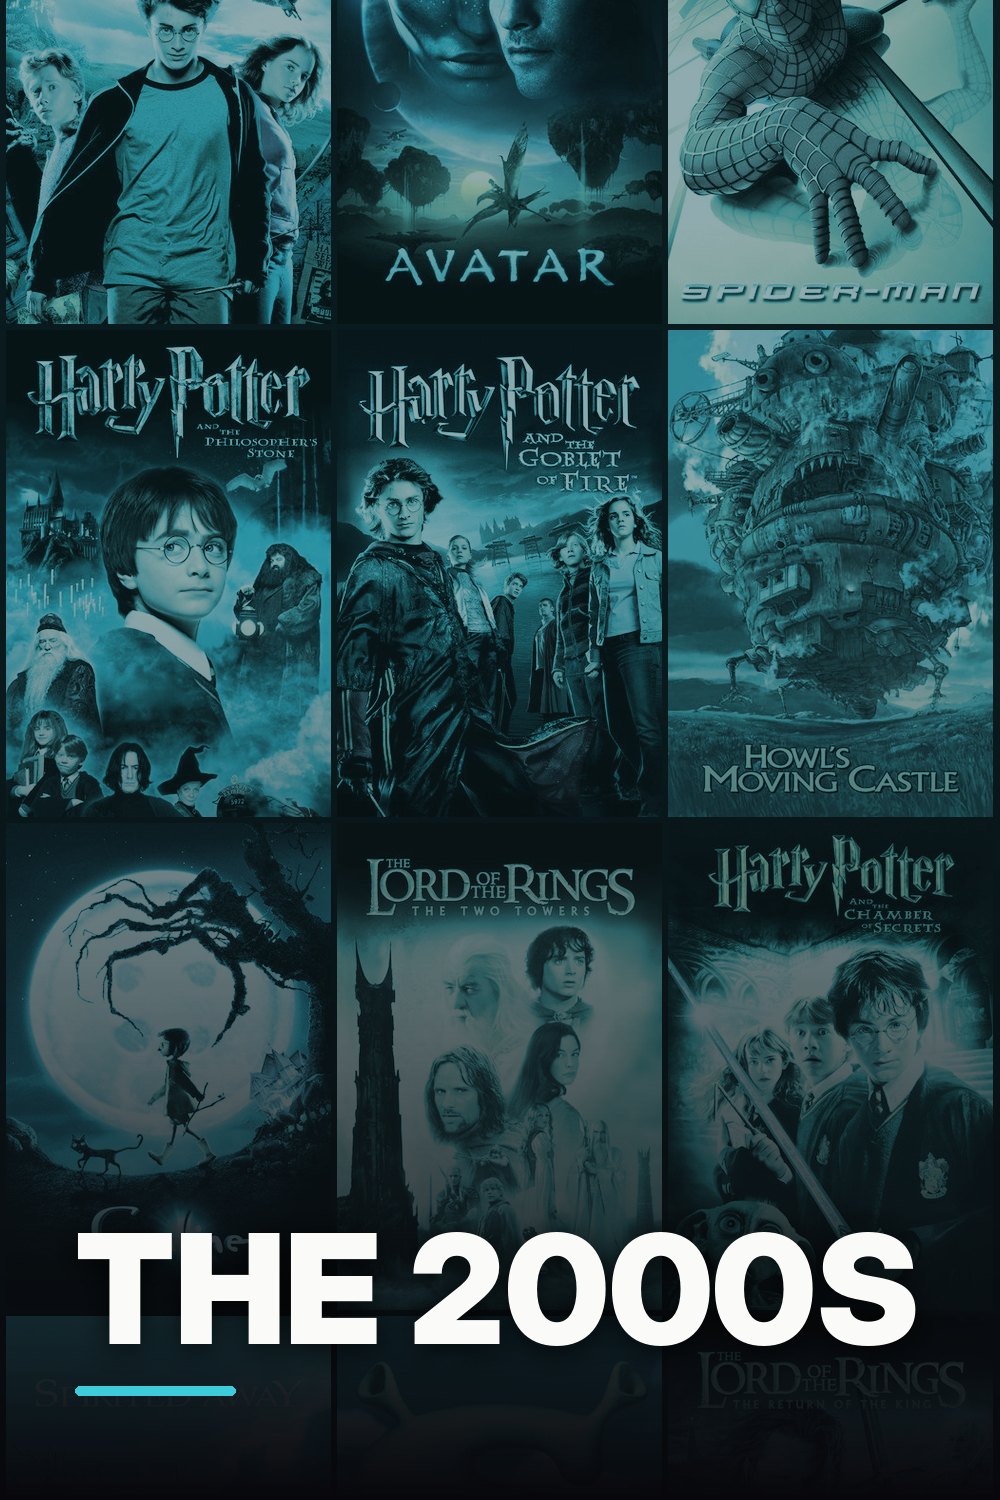 AVATAR
SPIDER-MAN
Harry Potter
AND THE
PHILOSOPHER'S
STONE
Harry Potter
AND THE
GOBLET
OF FIRE
HOWL'S
MOVING CASTLE
THE
LORD OF THE RINGS
THE TWO TOWERS
Harry Potter
AND THE
CHAMBER
OF SECRETS
THE 2000S
SPIRITED AWAY
THE
LORD OF THE RINGS
THE RETURN OF THE KING